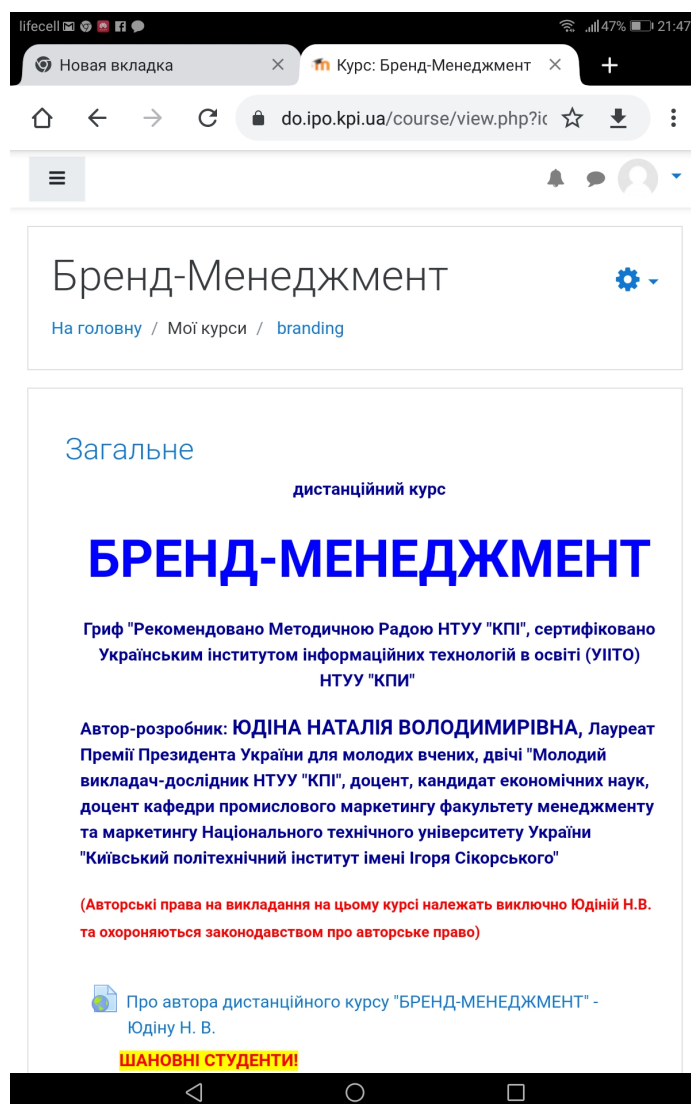 lifecell 47% 21:47
Новая вкладка Курс: Бренд-Менеджмент
do.ipo.kpi.ua/course/view.php?ic
Бренд-Менеджмент
На головну / Мої курси / branding
Загальне
дистанційний курс
БРЕНД-МЕНЕДЖМЕНТ
Гриф "Рекомендовано Методичною Радою НТУУ "КПІ", сертифіковано
Українським інститутом інформаційних технологій в освіті (УІІТО)
НТУУ "КПИ"
Автор-розробник: ЮДІНА НАТАЛІЯ ВОЛОДИМИРІВНА, Лауреат
Премії Президента України для молодих вчених, двічі "Молодий
викладач-дослідник НТУУ "КПІ", доцент, кандидат економічних наук,
доцент кафедри промислового маркетингу факультету менеджменту
та маркетингу Національного технічного університету України
"Київський політехнічний інститут імені Ігоря Сікорського"
(Авторські права на викладання на цьому курсі належать виключно Юдіній Н.В.
та охороняються законодавством про авторське право)
Про автора дистанційного курсу "БРЕНД-МЕНЕДЖМЕНТ" -
Юдіну Н. В.
ШАНОВНІ СТУДЕНТИ!